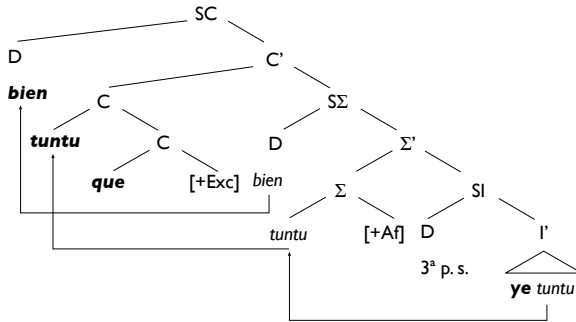 SC
D
C'
bien
C
SΣ
tuntu
C
D
Σ'
que
[+Exc]
bien
Σ
SI
tuntu
[+Af]
D
I'
3ª p. s.
ye tuntu